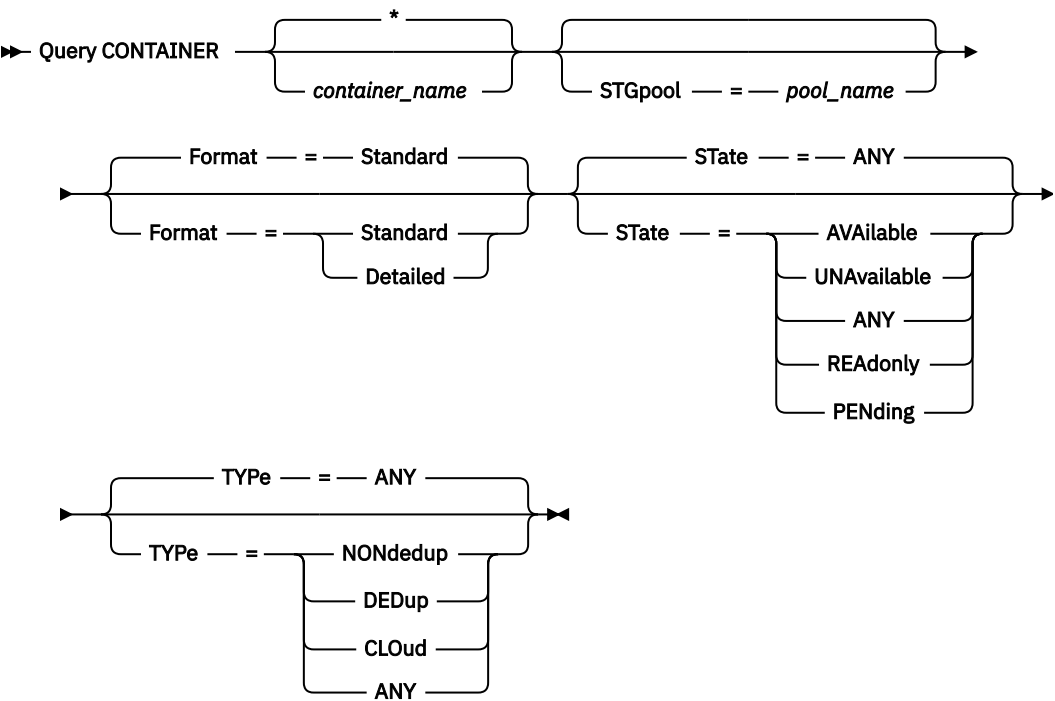 *
Query CONTAINER
container_name
STGpool = pool_name
Format = Standard
STate = ANY
Format = Standard
Detailed
STate = AVAilable
UNAvailable
ANY
REAdonly
PENding
TYPe = ANY
TYPe = NONdedup
DEDup
CLOud
ANY